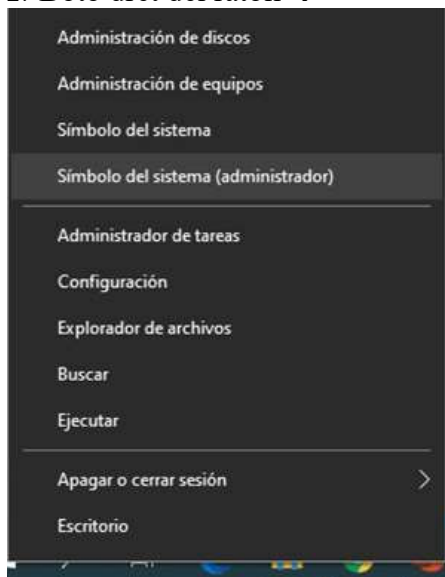 Administración de discos
Administración de equipos
Símbolo del sistema
Símbolo del sistema (administrador)
Administrador de tareas
Configuración
Explorador de archivos
Buscar
Ejecutar
Apagar o cerrar sesión
Escritorio